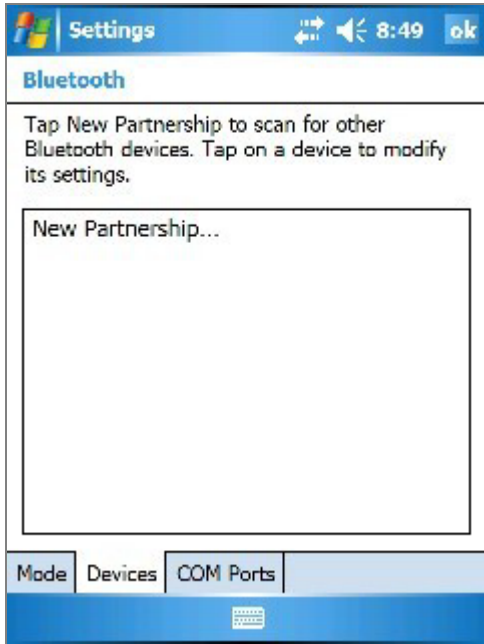 Settings 8:49 ok
Bluetooth
Tap New Partnership to scan for other
Bluetooth devices. Tap on a device to modify
its settings.
New Partnership...
Mode Devices COM Ports